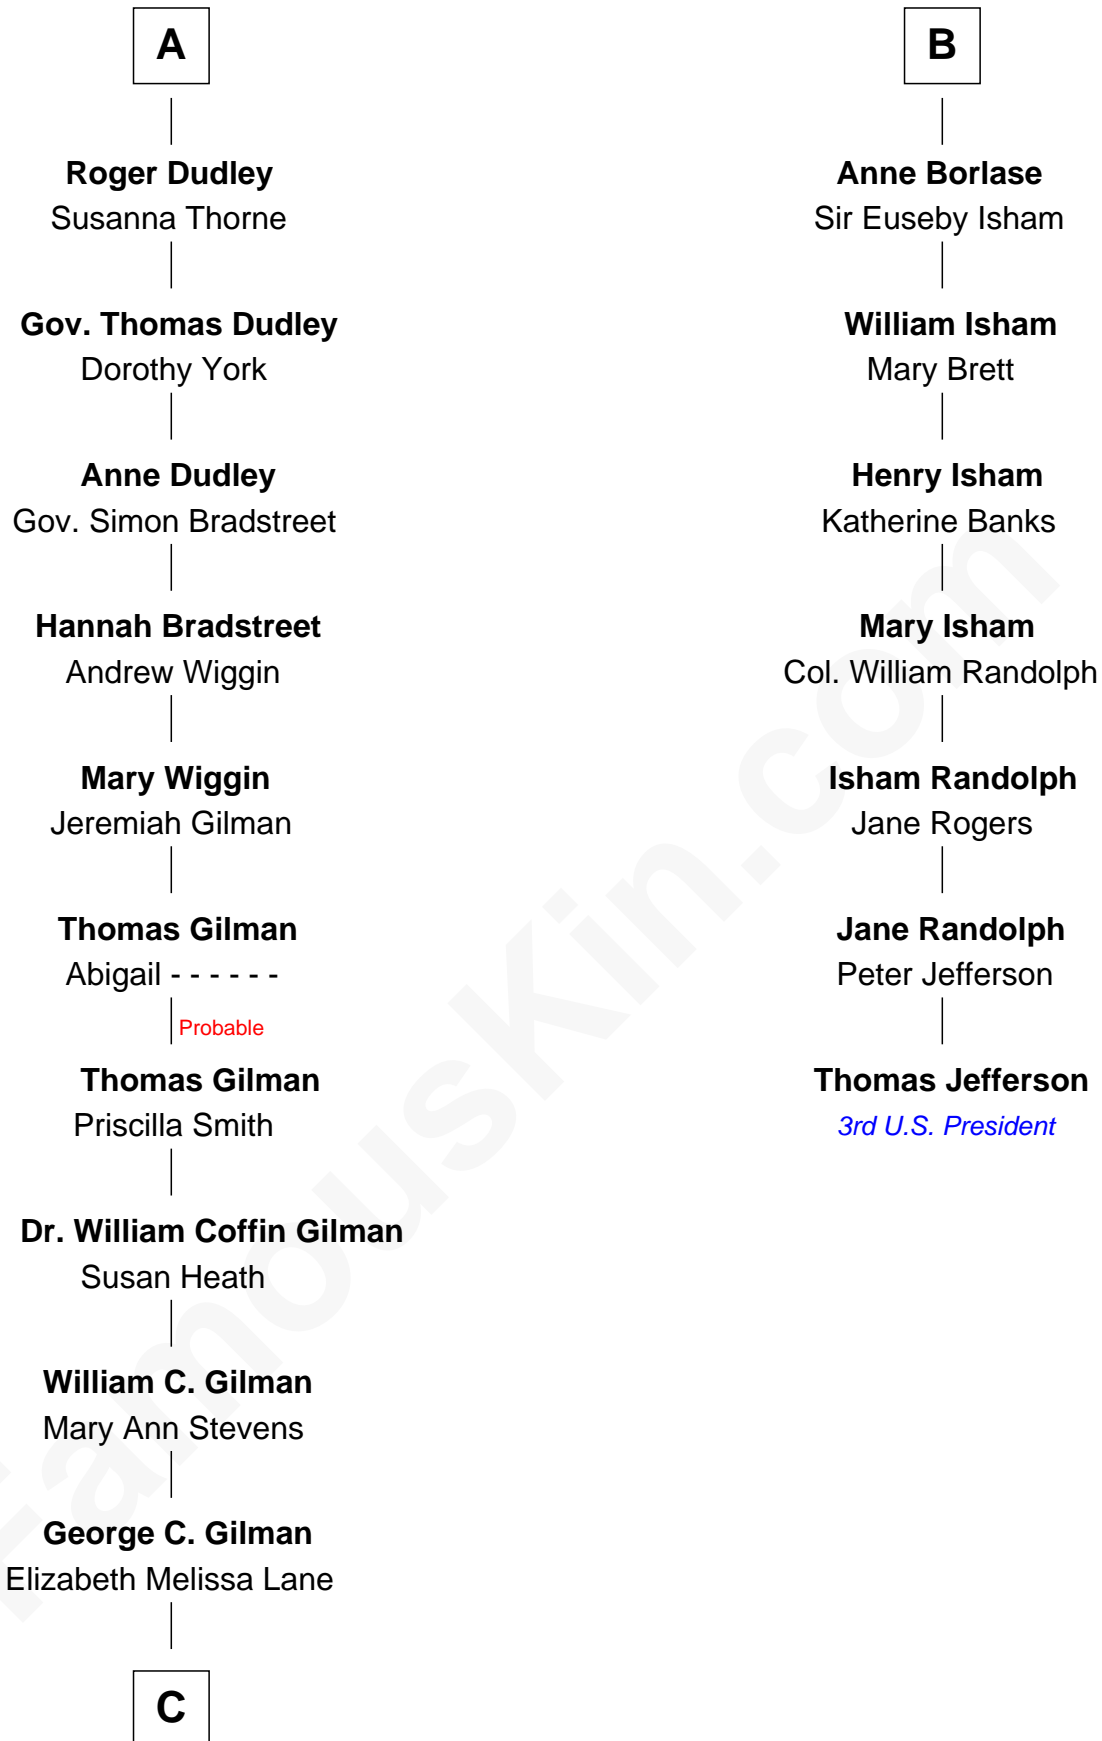 A
Roger Dudley
Susanna Thorne
Gov. Thomas Dudley
Dorothy York
Anne Dudley
Gov. Simon Bradstreet
Hannah Bradstreet
Andrew Wiggin
Mary Wiggin
Jeremiah Gilman
Thomas Gilman
Abigail - - - - - -
Probable
Thomas Gilman
Priscilla Smith
Dr. William Coffin Gilman
Susan Heath
William C. Gilman
Mary Ann Stevens
George C. Gilman
Elizabeth Melissa Lane
C
B
Anne Borlase
Sir Euseby Isham
William Isham
Mary Brett
Henry Isham
Katherine Banks
Mary Isham
Col. William Randolph
Isham Randolph
Jane Rogers
Jane Randolph
Peter Jefferson
Thomas Jefferson
3rd U.S. President
FamousKin.com